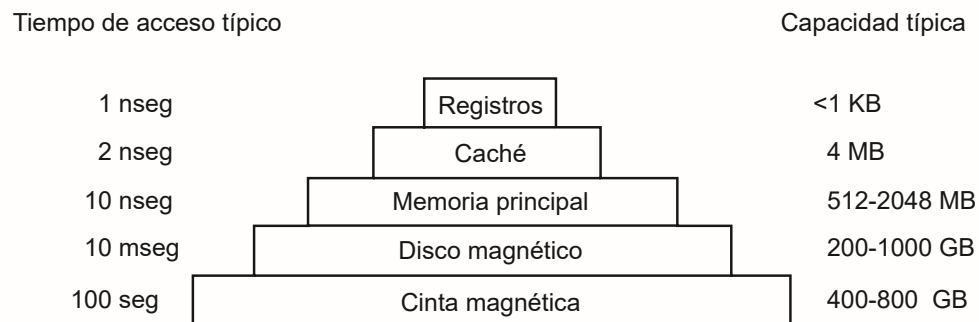 Tiempo de acceso típico Capacidad típica
1 nseg Registros <1 KB
2 nseg Caché 4 MB
10 nseg Memoria principal 512-2048 MB
10 mseg Disco magnético 200-1000 GB
100 seg Cinta magnética 400-800 GB